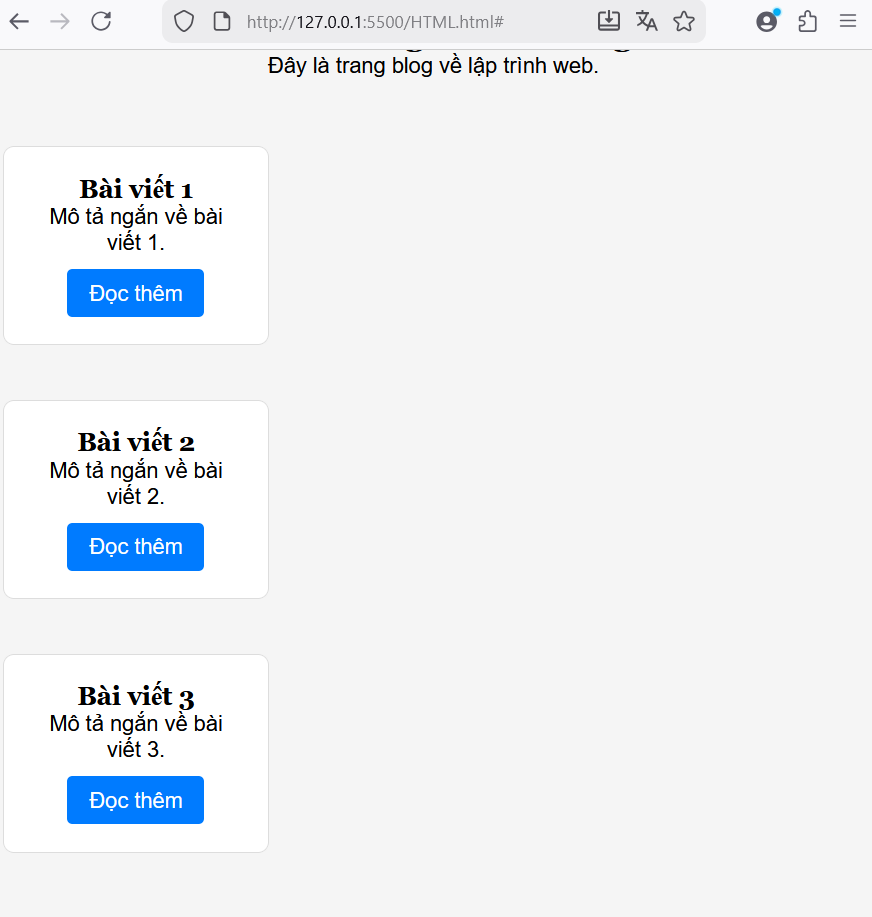 http://127.0.0.1:5500/HTML.html#
Đây là trang blog về lập trình web.
Bài viết 1
Mô tả ngắn về bài
viết 1.
Đọc thêm
Bài viết 2
Mô tả ngắn về bài
viết 2.
Đọc thêm
Bài viết 3
Mô tả ngắn về bài
viết 3.
Đọc thêm